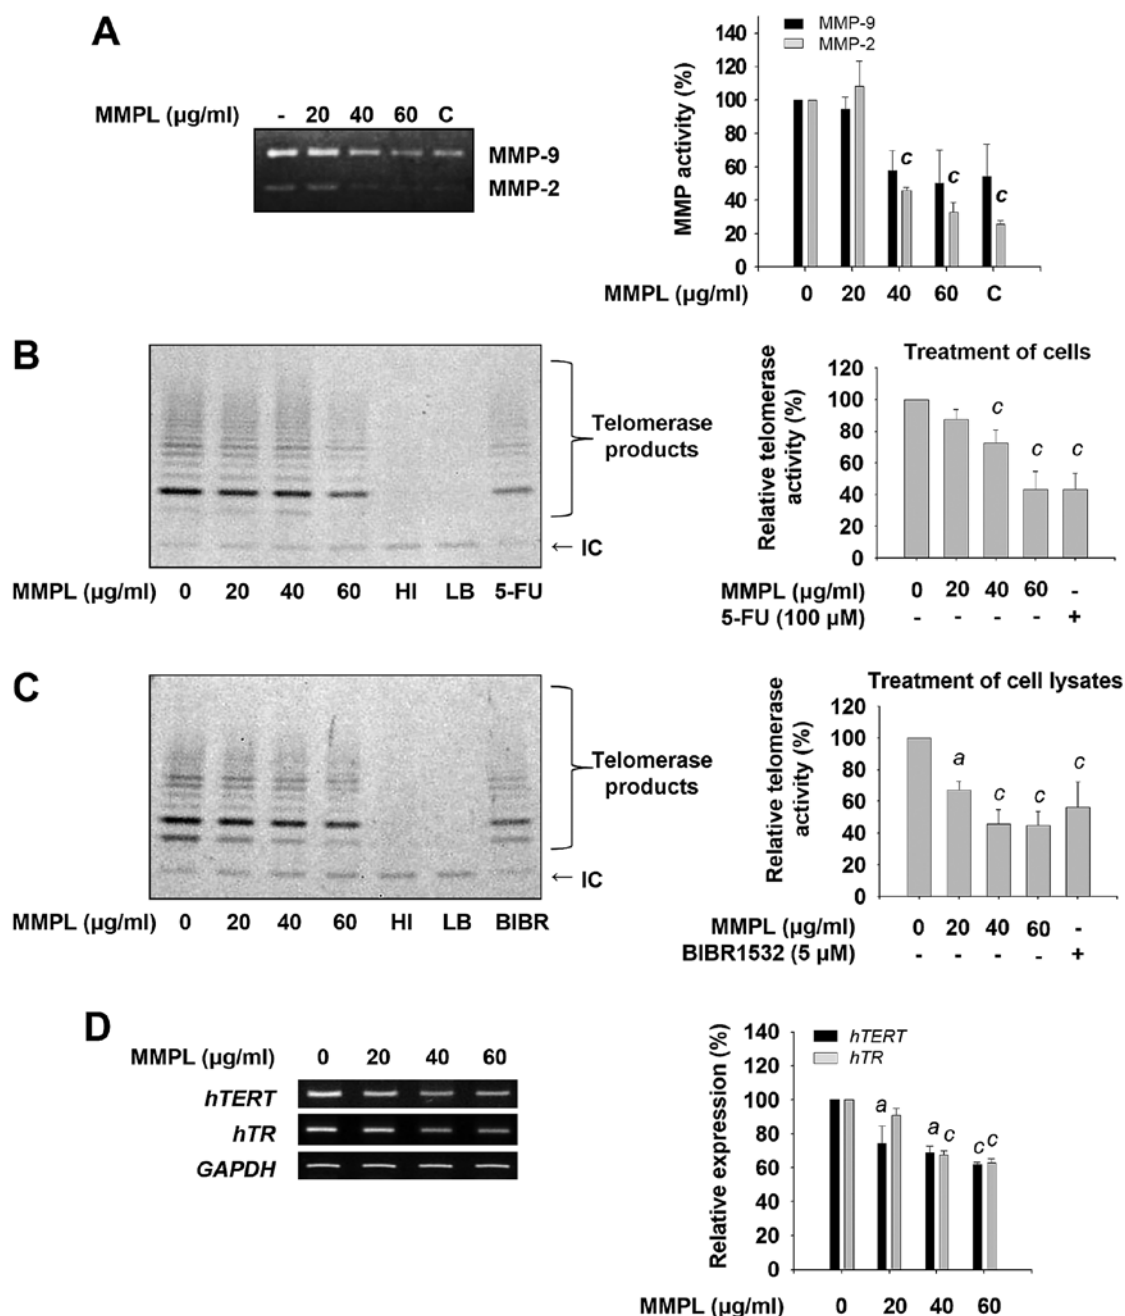 A
MMPL (µg/ml) - 20 40 60 C
MMP-9
MMP-2
MMP-9
MMP-2
MMP activity (%)
140
120
100
80
60
40
20
0
c
c
c
MMPL (µg/ml) 0 20 40 60 C
B
Telomerase
products
← IC
MMPL (µg/ml) 0 20 40 60 HI LB 5-FU
Treatment of cells
Relative telomerase
activity (%)
120
100
80
60
40
20
0
c
c
c
MMPL (µg/ml) 0 20 40 60 -
5-FU (100 µM) - - - - +
C
Telomerase
products
← IC
MMPL (µg/ml) 0 20 40 60 HI LB BIBR
Treatment of cell lysates
Relative telomerase
activity (%)
120
100
80
60
40
20
0
a
c
c
c
MMPL (µg/ml) 0 20 40 60 -
BIBR1532 (5 µM) - - - - +
D
MMPL (µg/ml) 0 20 40 60
hTERT
hTR
GAPDH
hTERT
hTR
Relative expression (%)
140
120
100
80
60
40
20
0
a
a c
c c
MMPL (µg/ml) 0 20 40 60